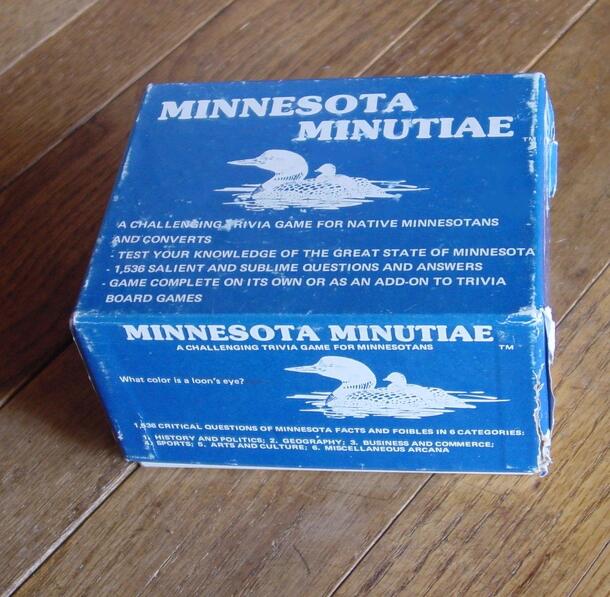 MINNESOTA
MINUTIAE ™
A CHALLENGING TRIVIA GAME FOR NATIVE MINNESOTANS
AND CONVERTS
- TEST YOUR KNOWLEDGE OF THE GREAT STATE OF MINNESOTA
- 1,536 SALIENT AND SUBLIME QUESTIONS AND ANSWERS
- GAME COMPLETE ON ITS OWN OR AS AN ADD-ON TO TRIVIA
BOARD GAMES
MINNESOTA MINUTIAE ™
A CHALLENGING TRIVIA GAME FOR MINNESOTANS
What color is a loon's eye?
1,536 CRITICAL QUESTIONS OF MINNESOTA FACTS AND FOIBLES IN 6 CATEGORIES:
1. HISTORY AND POLITICS; 2. GEOGRAPHY; 3. BUSINESS AND COMMERCE;
4. SPORTS; 5. ARTS AND CULTURE; 6. MISCELLANEOUS ARCANA